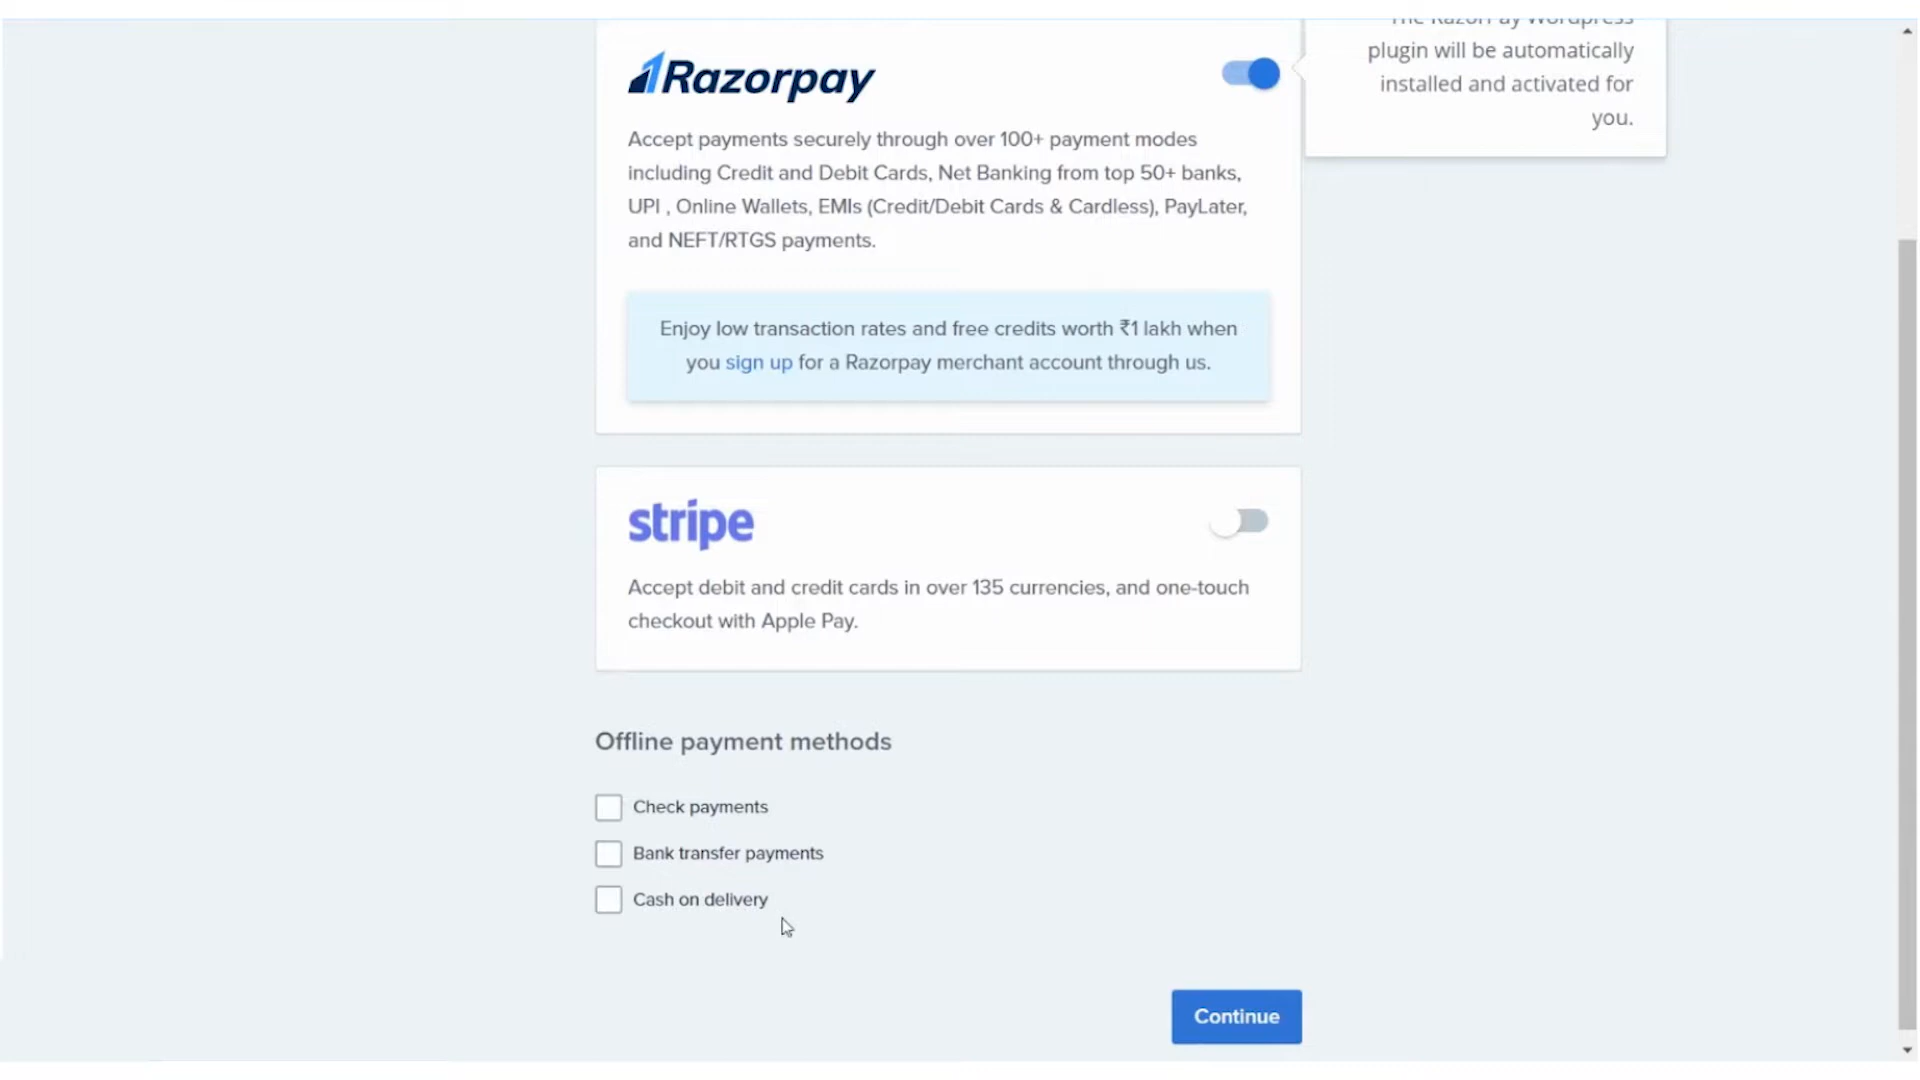 The RazorPay Wordpress
plugin will be automatically
installed and activated for
you.
Razorpay
Accept payments securely through over 100+ payment modes
including Credit and Debit Cards, Net Banking from top 50+ banks,
UPI , Online Wallets, EMIs (Credit/Debit Cards & Cardless), PayLater,
and NEFT/RTGS payments.
Enjoy low transaction rates and free credits worth ₹1 lakh when
you sign up for a Razorpay merchant account through us.
stripe
Accept debit and credit cards in over 135 currencies, and one-touch
checkout with Apple Pay.
Offline payment methods
Check payments
Bank transfer payments
Cash on delivery
Continue